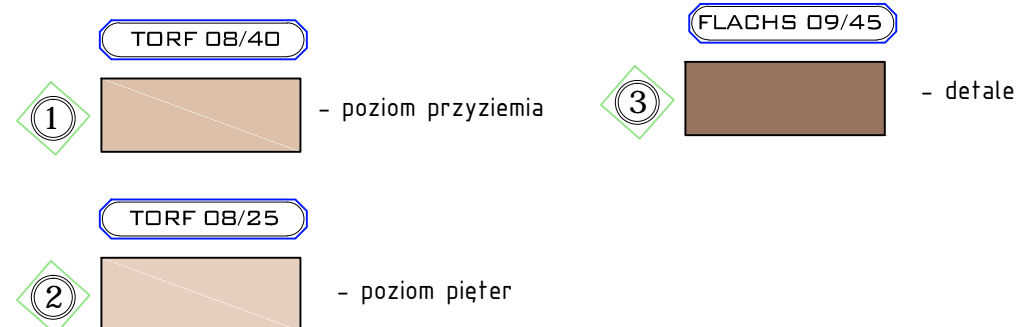 TORF 08/40
1
- poziom przyziemia
TORF 08/25
2
- poziom pięter
FLACHS 09/45
3
- detale